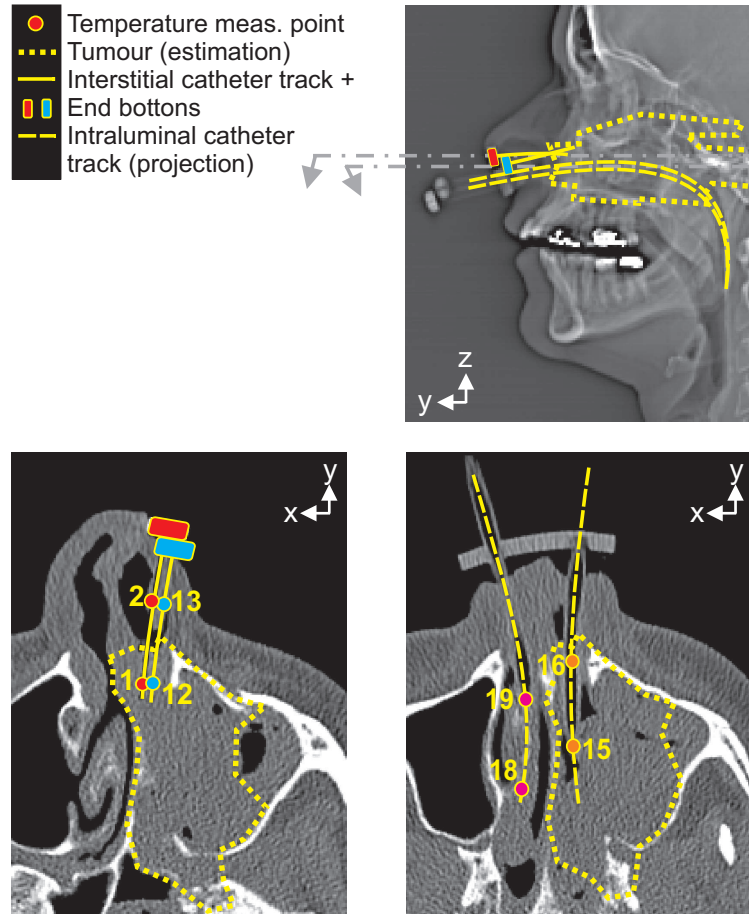 Temperature meas. point
Tumour (estimation)
Interstitial catheter track +
End bottons
Intraluminal catheter
track (projection)
z
y
y
x
2
13
1
12
y
x
16
19
15
18